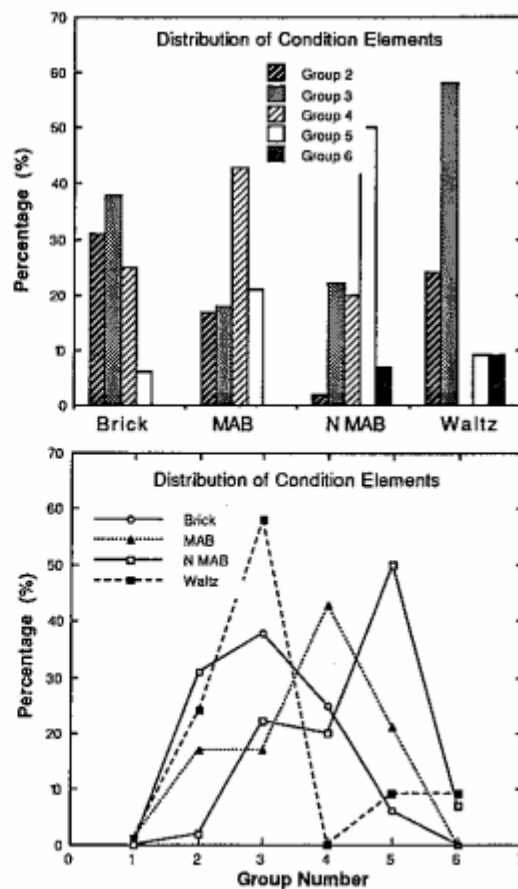 70
Distribution of Condition Elements
60
Group 2
Group 3
50
Group 4
Group 5
Group 6
40
Percentage (%)
30
20
10
0
Brick MAB N MAB Waltz
70
Distribution of Condition Elements
60
Brick
MAB
50
N MAB
Waltz
40
Percentage (%)
30
20
10
0
0 1 2 3 4 5 6 7
Group Number